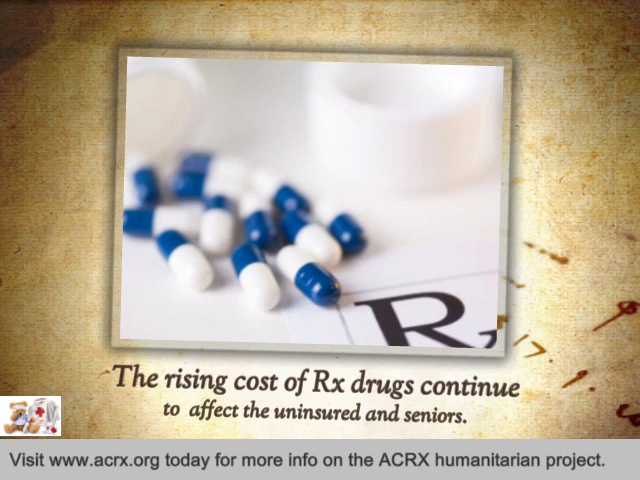 Rx
The rising cost of Rx drugs continue
to affect the uninsured and seniors.
Visit www.acrx.org today for more info on the ACRX humanitarian project.